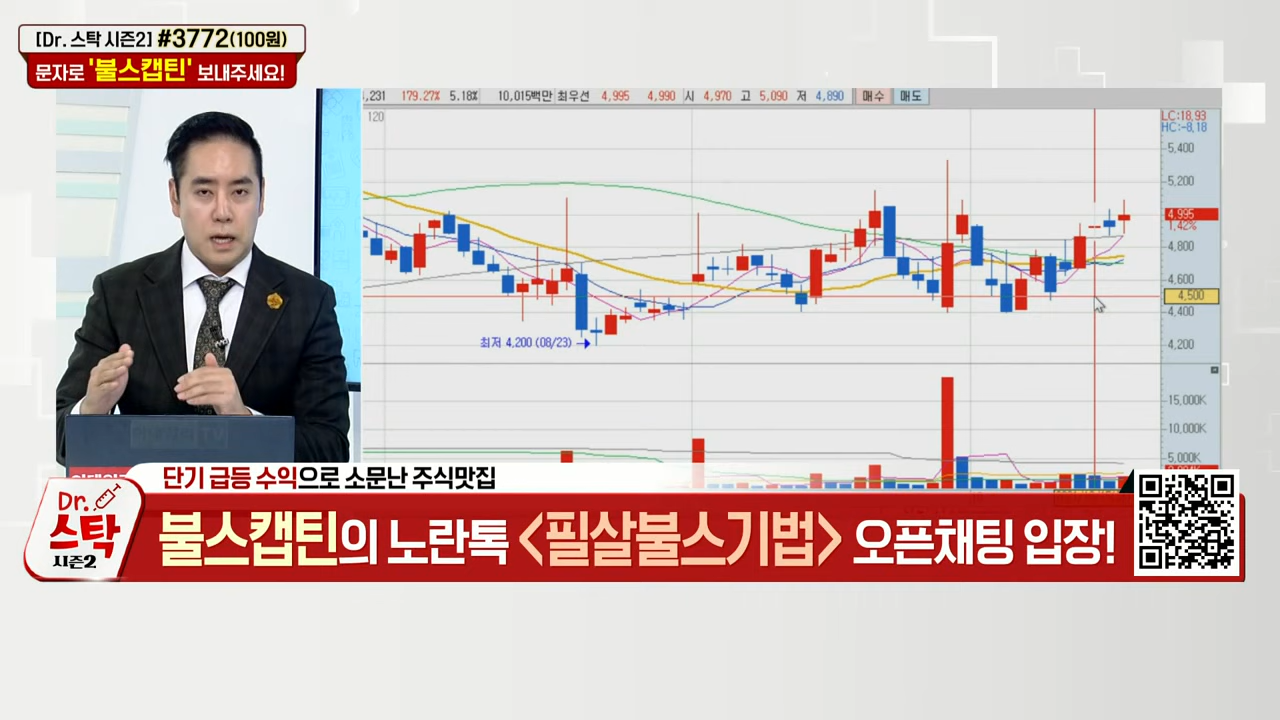 [Dr. 스탁 시즌2] #3772(100원)
문자로 '불스캡틴' 보내주세요!
,231 179.27% 5.18% 10,015백만 최우선 4,995 4,990 시 4,970 고 5,090 저 4,890 매수 매도
120
LC:18,93
HC:-8,18
5,400
5,200
4,995
1.42%
4,800
4,600
4,500
4,400
최저 4,200 (08/23)
4,200
15,000K
10,000K
5,000K
단기 급등 수익으로 소문난 주식맛집
Dr.
스탁
시즌2
불스캡틴의 노란톡 <필살불스기법> 오픈채팅 입장!